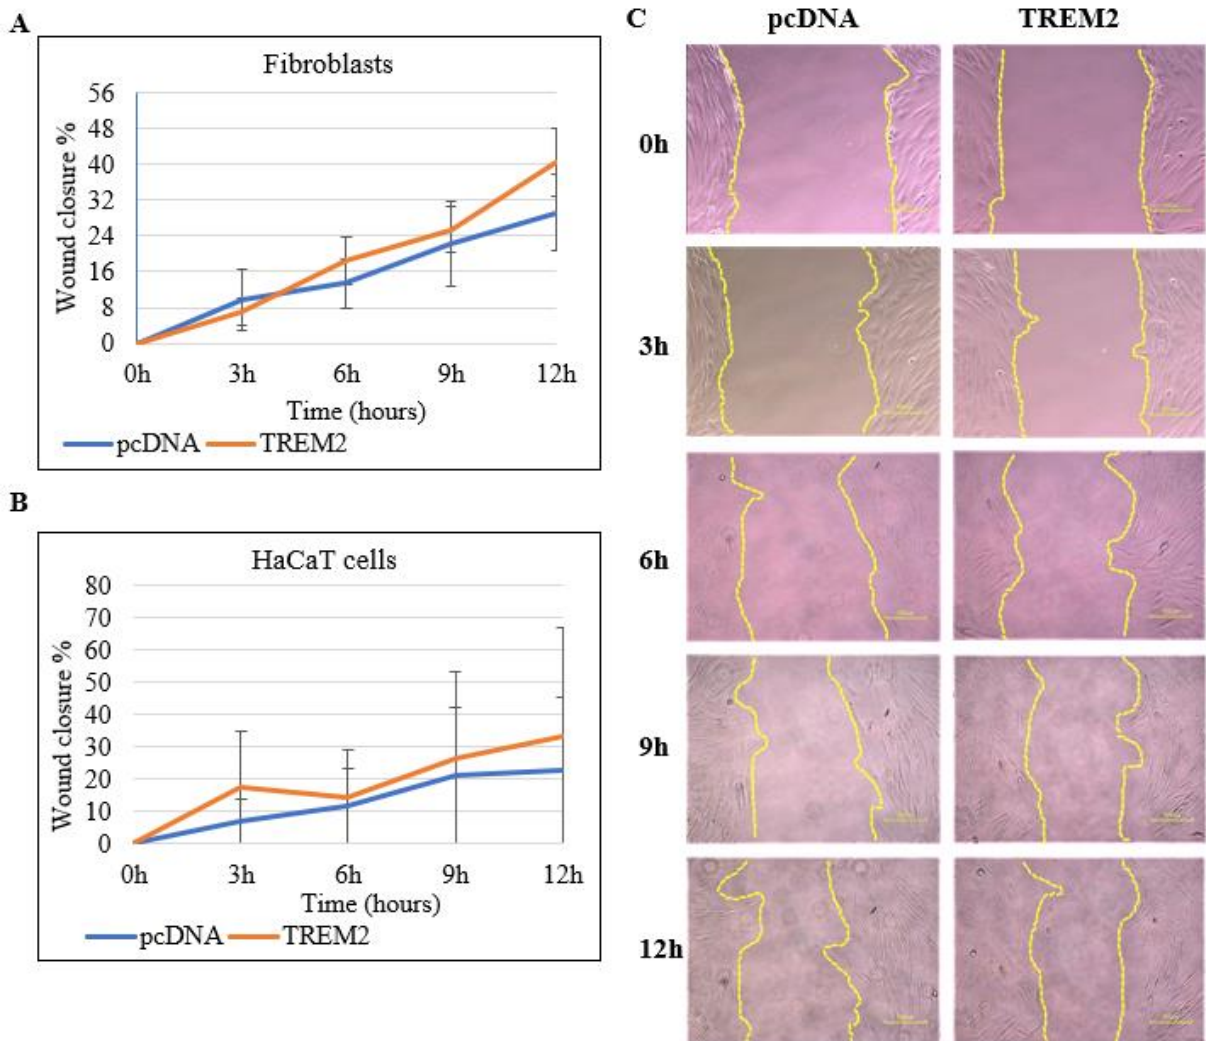 A
Fibroblasts
Wound closure %
56
48
40
32
24
16
8
0
0h 3h 6h 9h 12h
Time (hours)
pcDNA TREM2
B
HaCaT cells
Wound closure %
80
70
60
50
40
30
20
10
0
0h 3h 6h 9h 12h
Time (hours)
pcDNA TREM2
C
pcDNA TREM2
0h
3h
6h
9h
12h